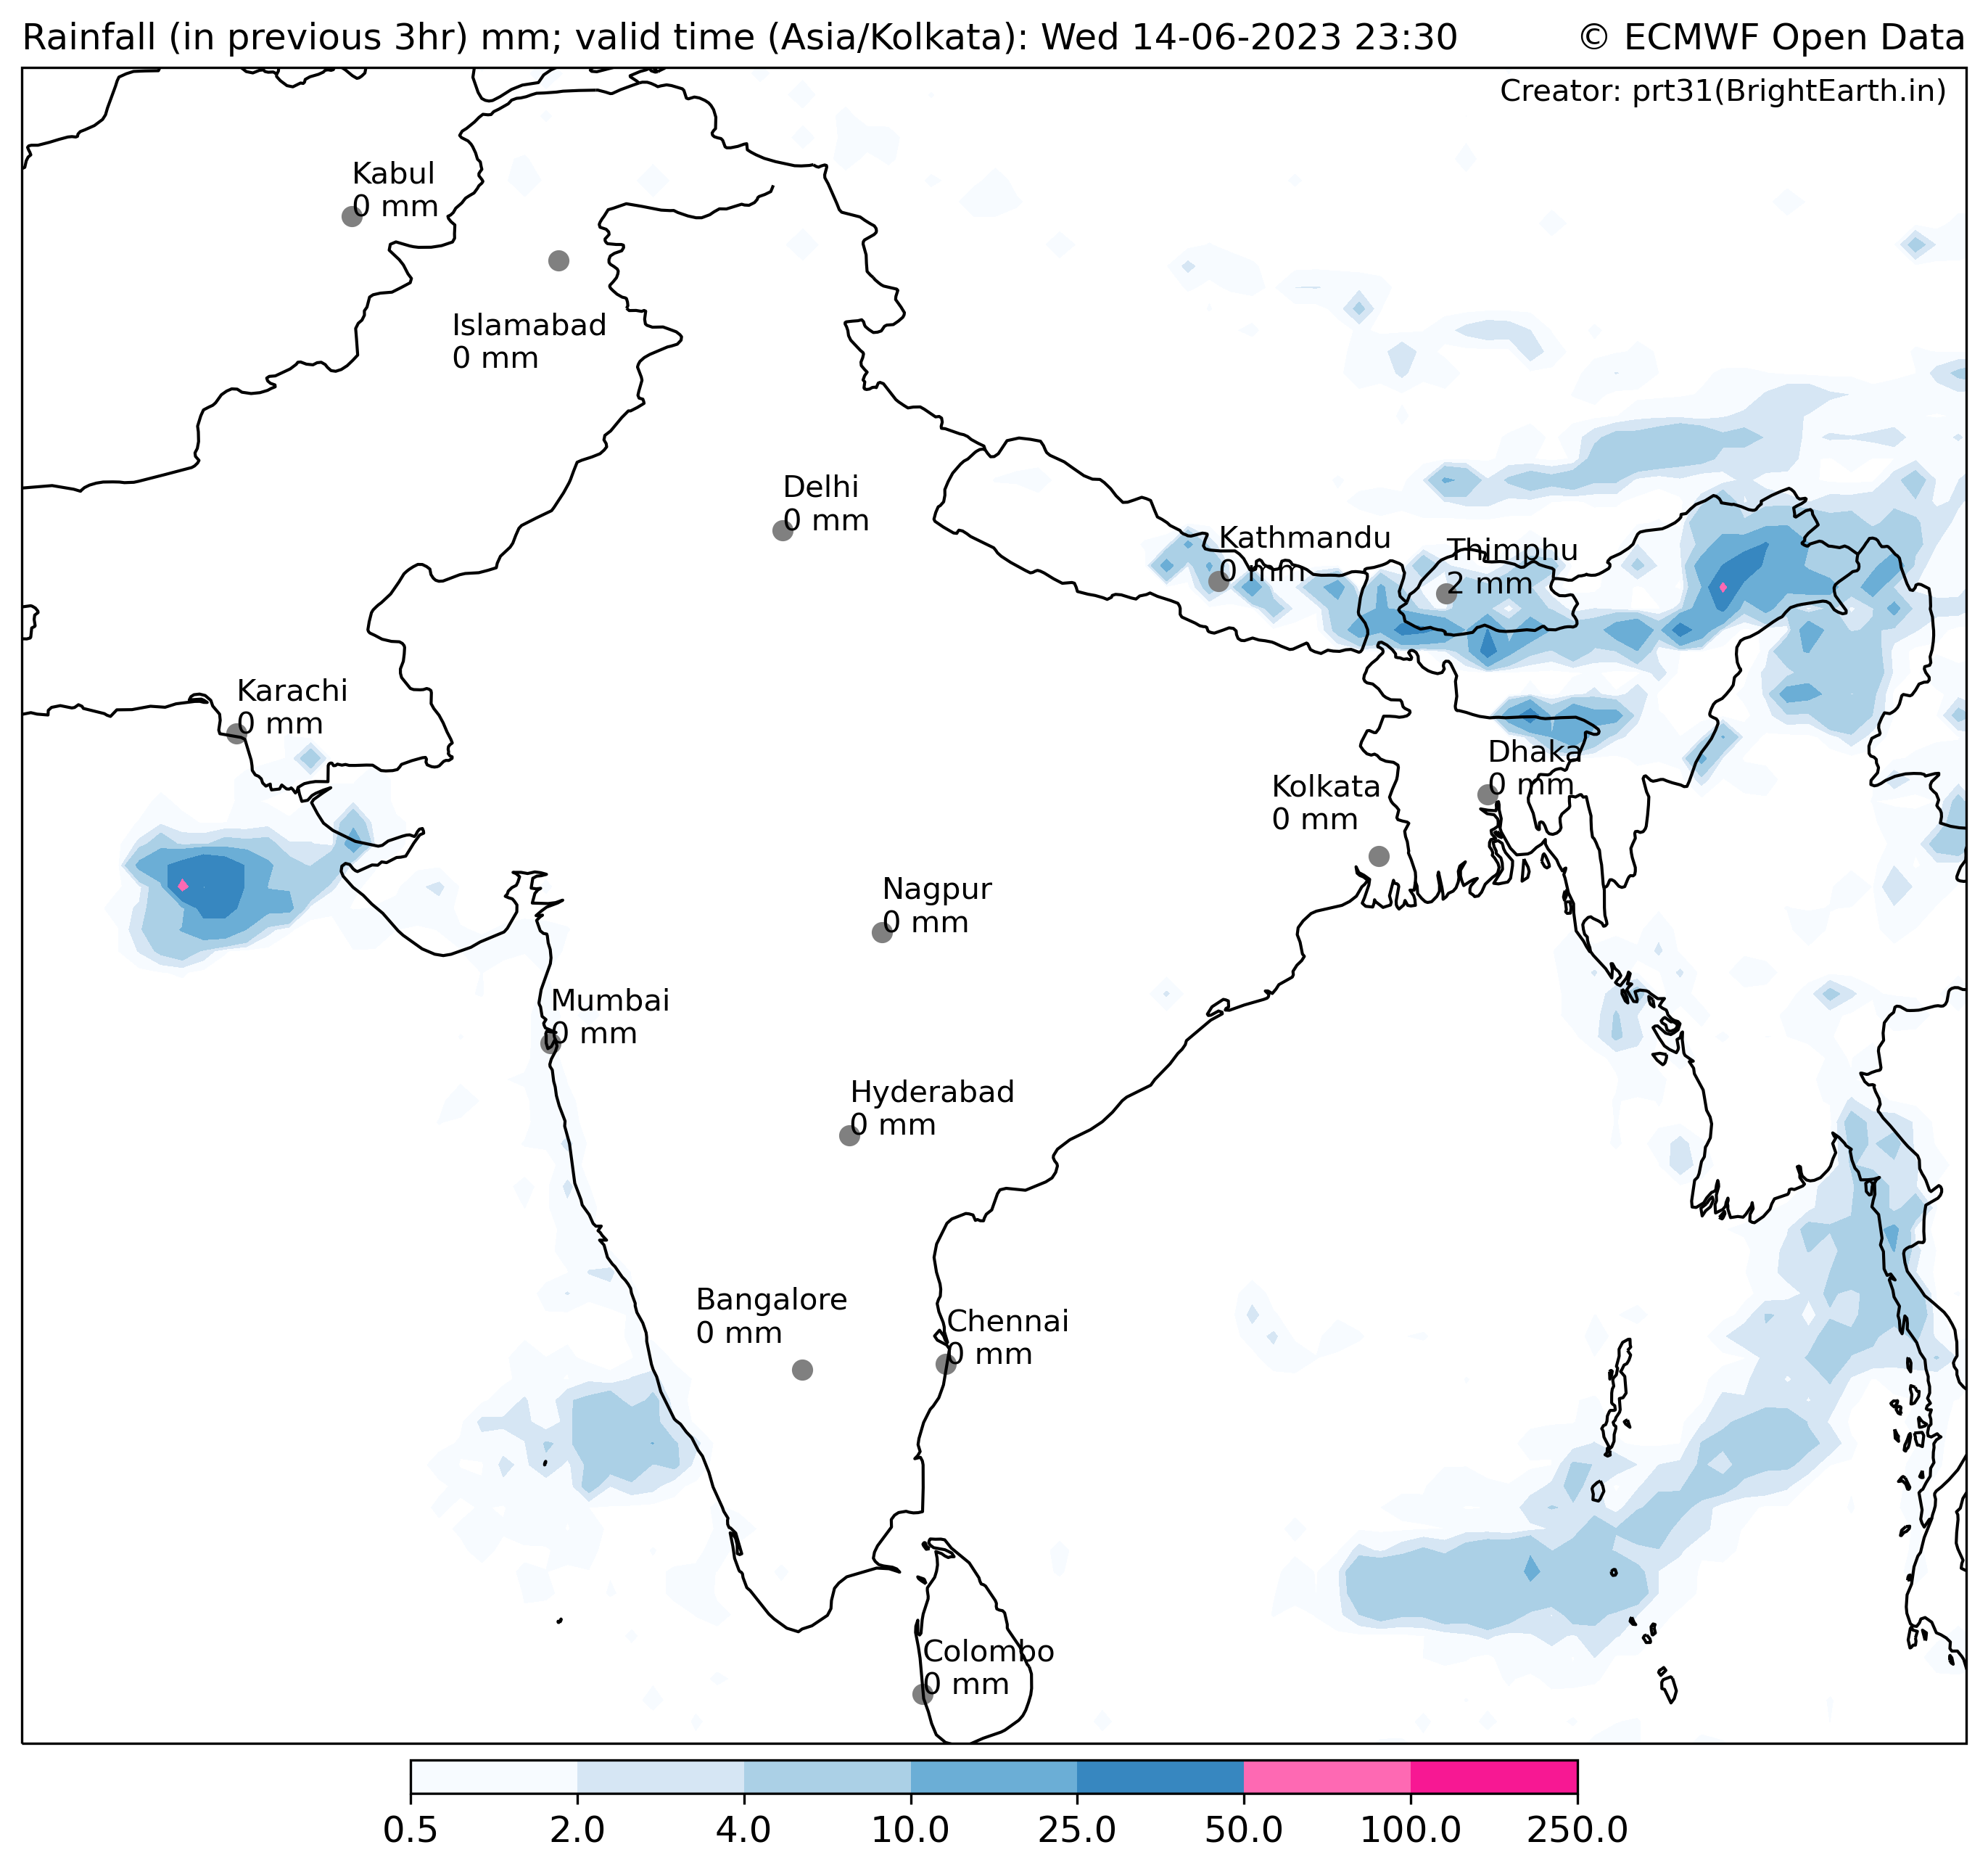 Rainfall (in previous 3hr) mm; valid time (Asia/Kolkata): Wed 14-06-2023 23:30
© ECMWF Open Data
Creator: prt31(BrightEarth.in)
Kabul
0 mm
Islamabad
0 mm
Delhi
0 mm
Kathmandu
0 mm
Thimphu
2 mm
Karachi
0 mm
Dhaka
0 mm
Kolkata
0 mm
Nagpur
0 mm
Mumbai
0 mm
Hyderabad
0 mm
Bangalore
0 mm
Chennai
0 mm
Colombo
0 mm
0.5 2.0 4.0 10.0 25.0 50.0 100.0 250.0